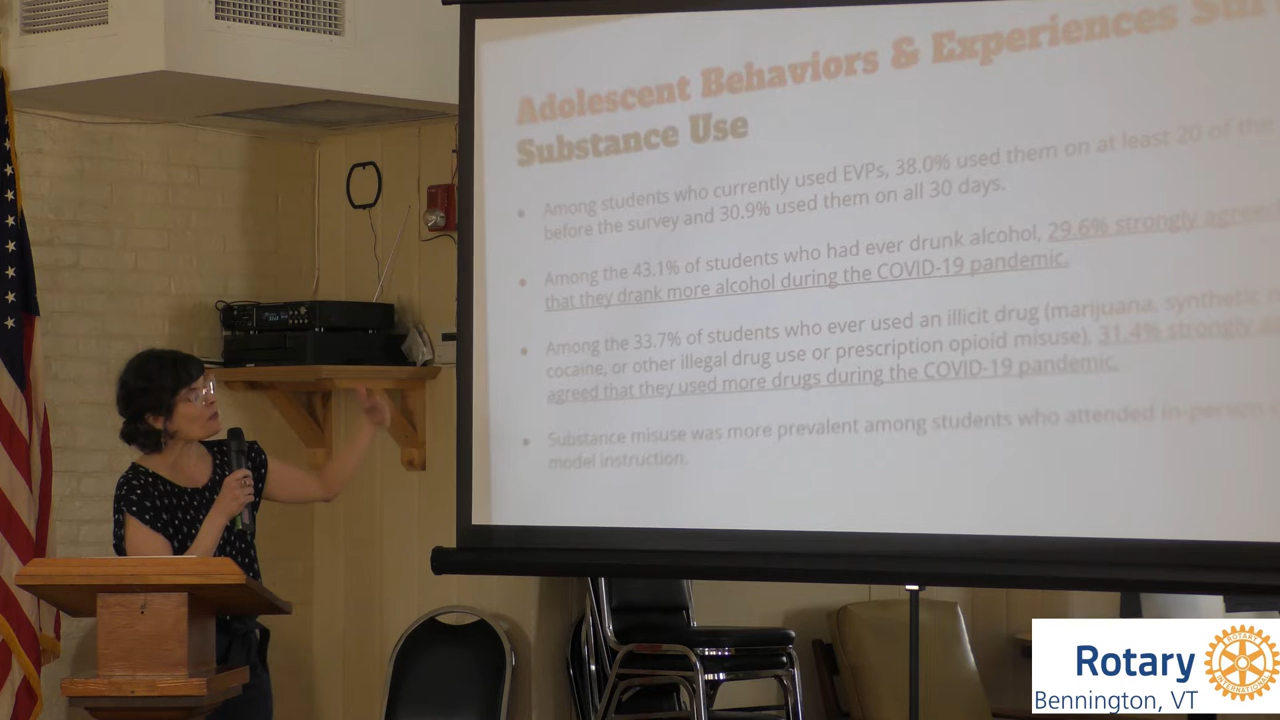 Adolescent Behaviors & Experiences
Substance Use
• Among students who currently used EVPs, 38.0% used them on at least 20 of the
before the survey and 30.9% used them on all 30 days.
• Among the 43.1% of students who had ever drunk alcohol, 29.6% strongly agreed
that they drank more alcohol during the COVID-19 pandemic.
• Among the 33.7% of students who ever used an illicit drug (marijuana, synthetic
cocaine, or other illegal drug use or prescription opioid misuse), 31.4% strongly
agreed that they used more drugs during the COVID-19 pandemic.
• Substance misuse was more prevalent among students who attended in-person
model instruction.
Rotary
Bennington, VT
ROTARY
INTERNATIONAL